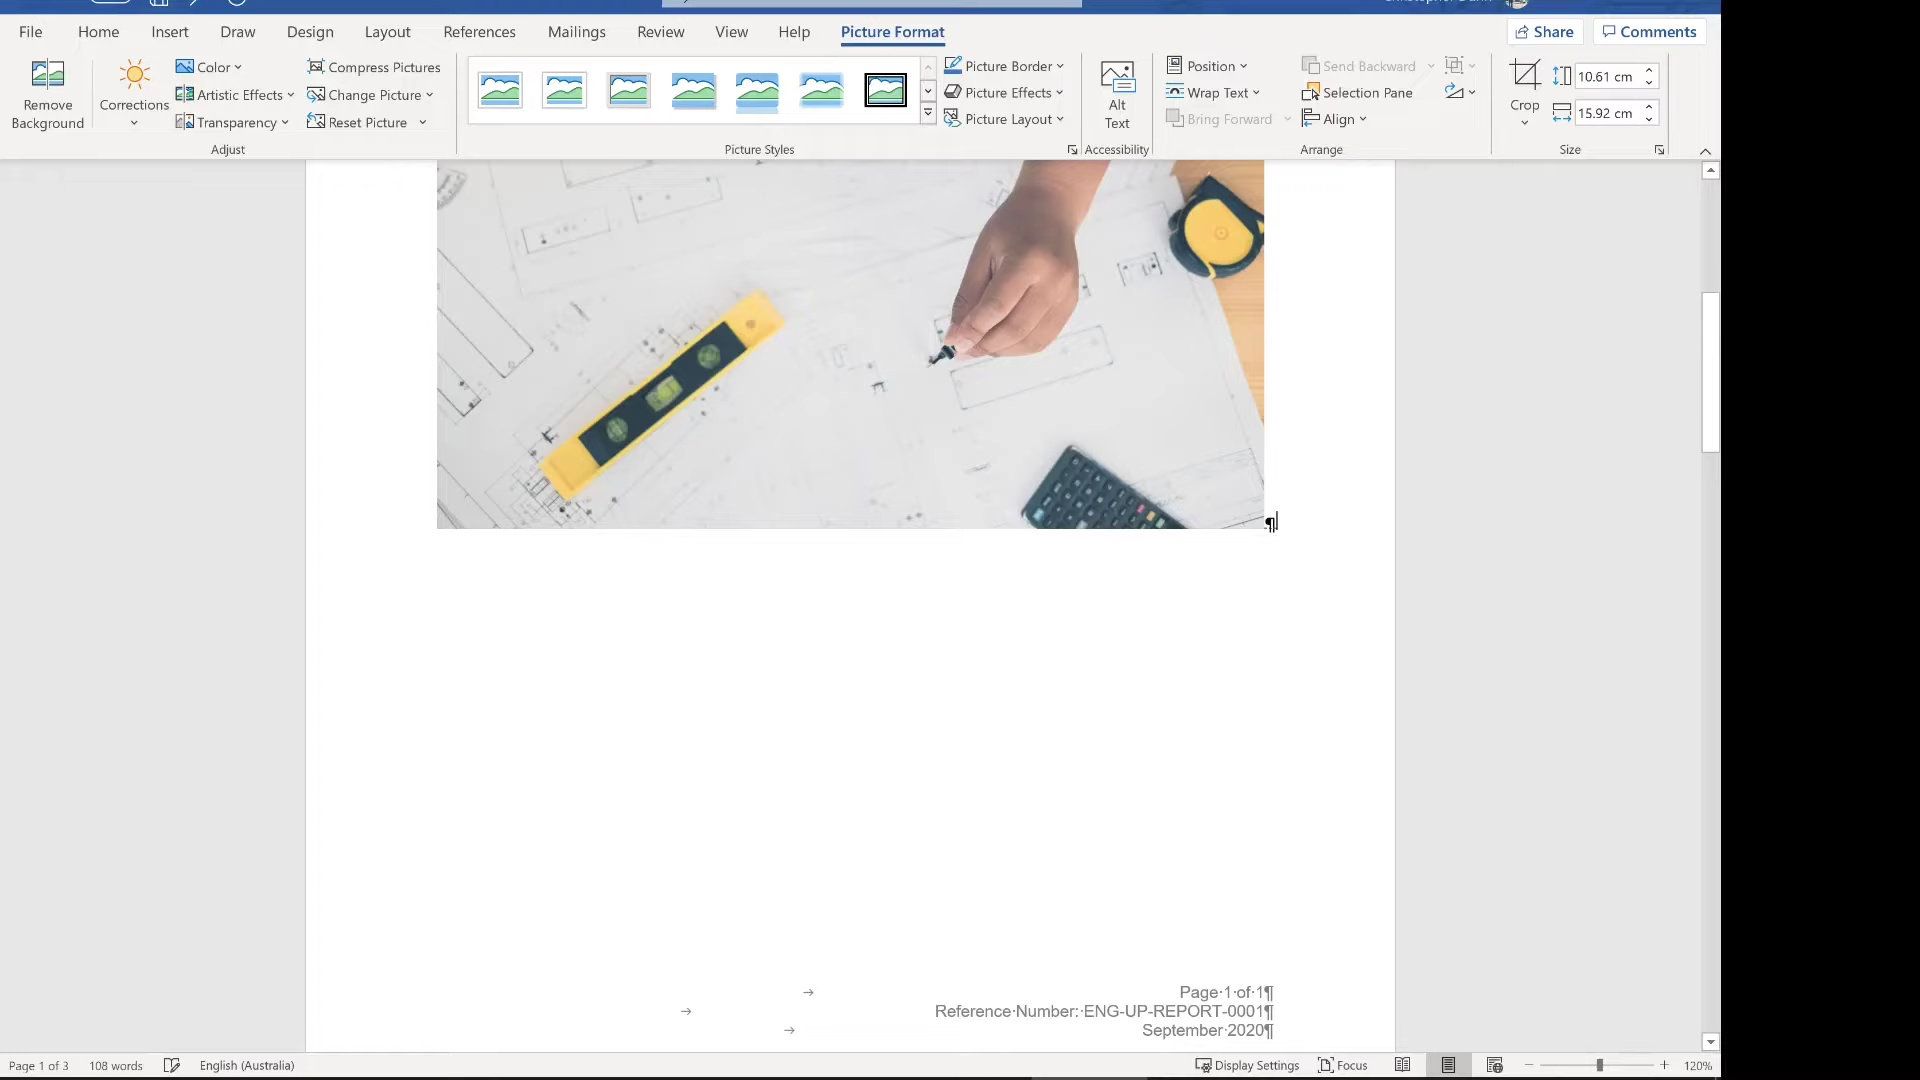 File Home Insert Draw Design Layout References Mailings Review View Help Picture Format Share Comments
Remove Background
Corrections
Color
Artistic Effects
Transparency
Compress Pictures
Change Picture
Reset Picture
Adjust
Picture Styles
Picture Border
Picture Effects
Picture Layout
Alt Text
Accessibility
Position
Wrap Text
Bring Forward
Send Backward
Selection Pane
Align
Arrange
Crop
10.61 cm
15.92 cm
Size
¶
→ Page·1·of·1¶
→ Reference·Number:·ENG-UP-REPORT-0001¶
→ September·2020¶
Page 1 of 3 108 words English (Australia) Display Settings Focus 120%